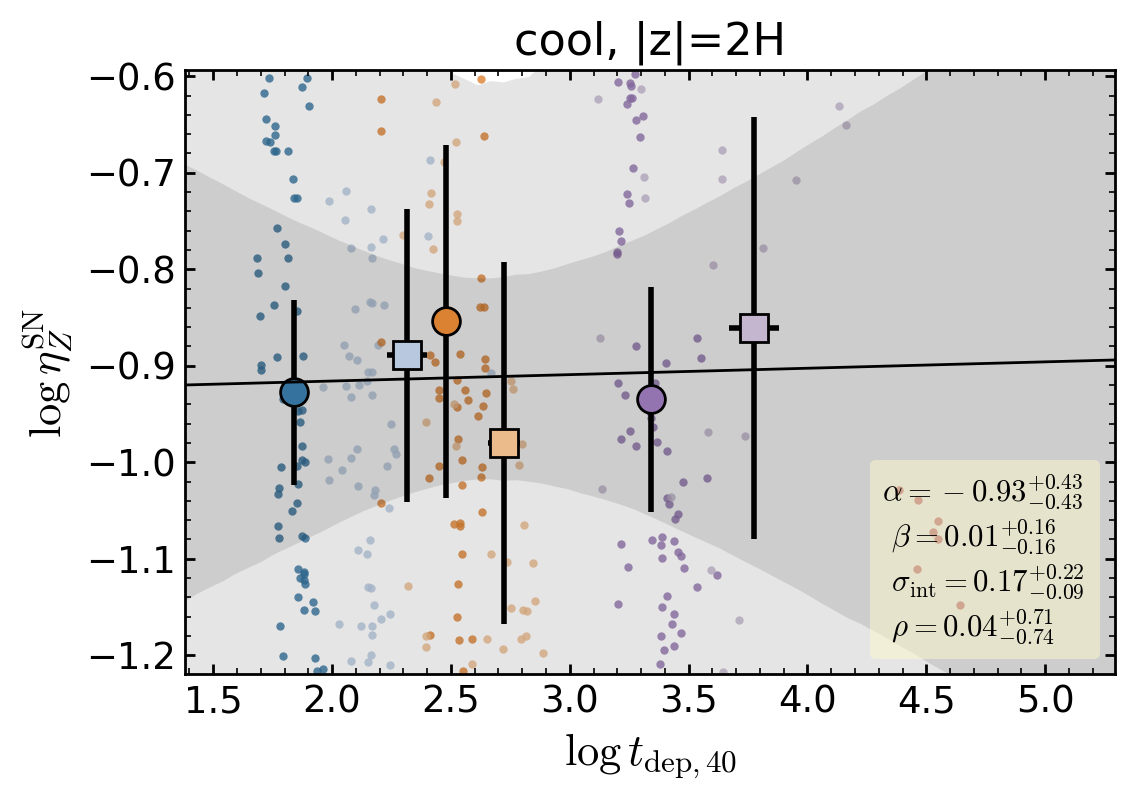 cool, |z|=2H
−0.6
−0.7
−0.8
−0.9
−1.0
−1.1
−1.2
log η_Z^SN
α = −0.93^{+0.43}_{−0.43}
β = 0.01^{+0.16}_{−0.16}
σ_int = 0.17^{+0.22}_{−0.09}
ρ = 0.04^{+0.71}_{−0.74}
1.5 2.0 2.5 3.0 3.5 4.0 4.5 5.0
log t_{dep, 40}